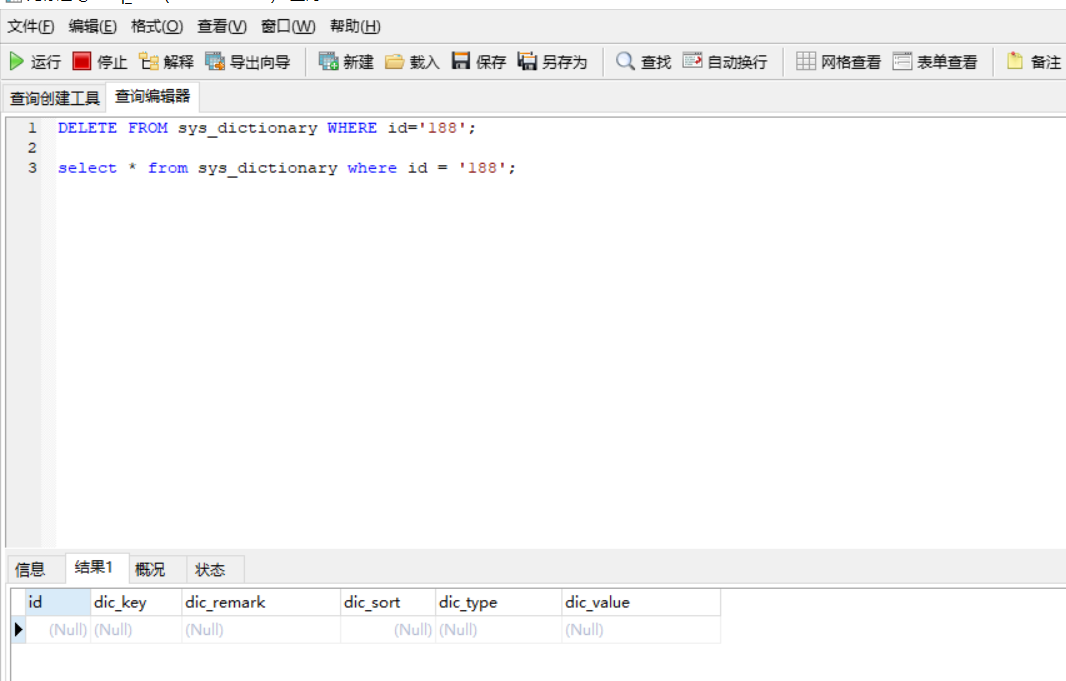 文件(F) 编辑(E) 格式(O) 查看(V) 窗口(W) 帮助(H)
运行 停止 解释 导出向导 新建 载入 保存 另存为 查找 自动换行 网格查看 表单查看 备注
查询创建工具 查询编辑器
1 DELETE FROM sys_dictionary WHERE id='188';
2
3 select * from sys_dictionary where id = '188';
信息 结果1 概况 状态
id dic_key dic_remark dic_sort dic_type dic_value
(Null) (Null) (Null) (Null) (Null) (Null)